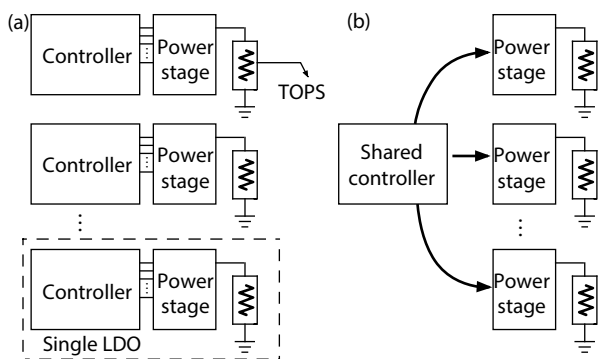 (a)
Controller
Power
stage
TOPS
Controller
Power
stage
Controller
Power
stage
Single LDO
(b)
Shared
controller
Power
stage
Power
stage
Power
stage